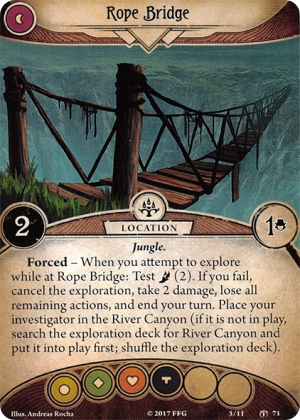 Rope Bridge
2
LOCATION
1
Jungle.
Forced – When you attempt to explore
while at Rope Bridge: Test (2). If you fail,
cancel the exploration, take 2 damage, lose all
remaining actions, and end your turn. Place your
investigator in the River Canyon (if it is not in play,
search the exploration deck for River Canyon and
put it into play first; shuffle the exploration deck).
Illus. Andreas Rocha © 2017 FFG 3/11 71